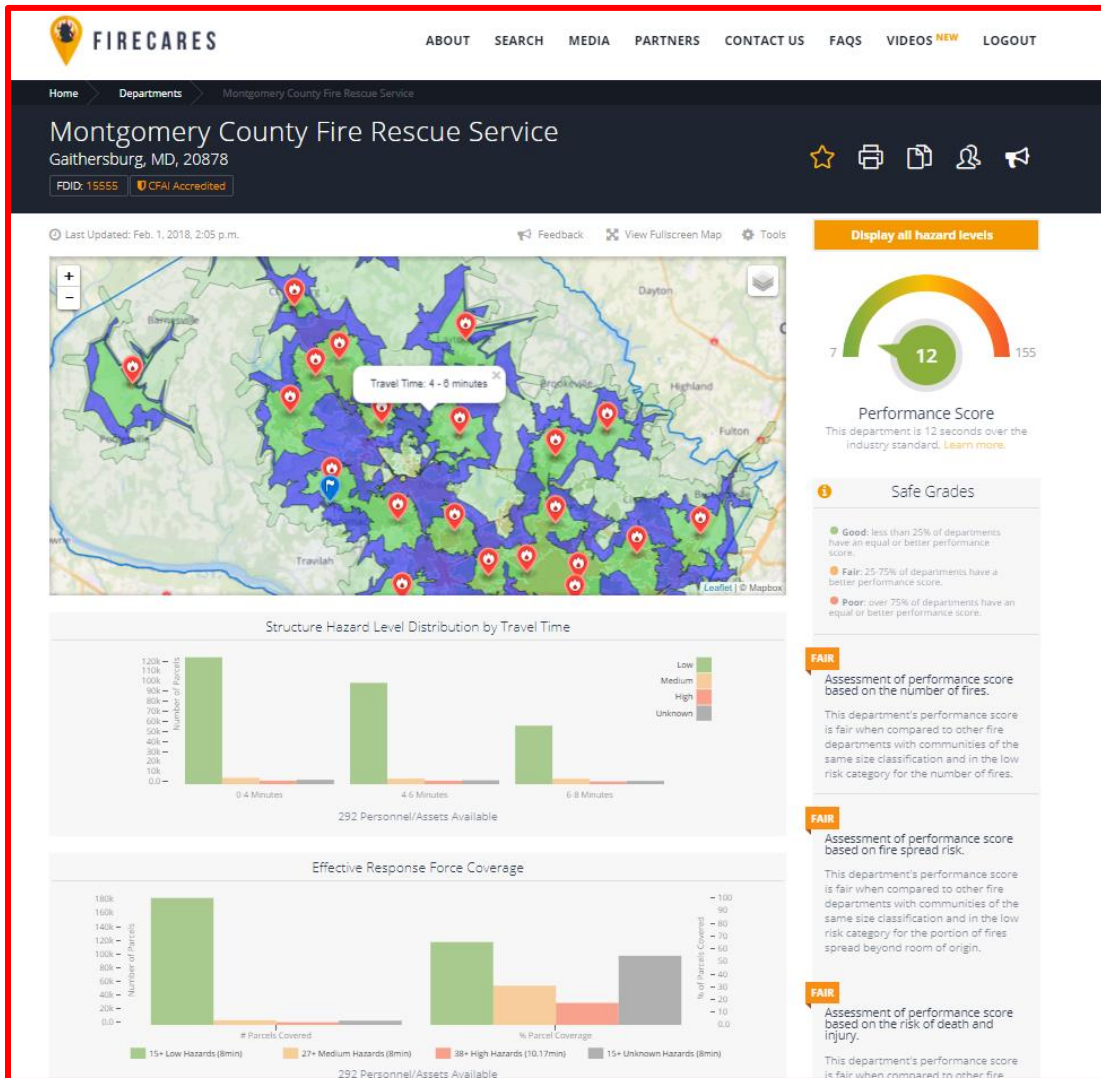 FIRECARES
ABOUT SEARCH MEDIA PARTNERS CONTACT US FAQS VIDEOS NEW LOGOUT
Home Departments Montgomery County Fire Rescue Service
Montgomery County Fire Rescue Service
Gaithersburg, MD, 20878
FDID: 15555 CFAI Accredited
Last Updated: Feb. 1, 2018, 2:05 p.m. Feedback View Fullscreen Map Tools
+
−
Barnesville
Dayton
Travel Time: 4 - 6 minutes ×
Brookeville
Highland
Fulton
Travilah
Leaflet | © Mapbox
Structure Hazard Level Distribution by Travel Time
Number of Parcels
120k
110k
100k
90k
80k
70k
60k
50k
40k
30k
20k
10k
0.0
Low
Medium
High
Unknown
0-4 Minutes 4-6 Minutes 6-8 Minutes
292 Personnel/Assets Available
Effective Response Force Coverage
Number of Parcels
180k
160k
140k
120k
100k
80k
60k
40k
20k
0.0
% of Parcels Covered
100
90
80
70
60
50
40
30
20
10
0.0
# Parcels Covered % Parcel Coverage
15+ Low Hazards (8min) 27+ Medium Hazards (8min) 38+ High Hazards (10.17min) 15+ Unknown Hazards (8min)
292 Personnel/Assets Available
Display all hazard levels
7 12 155
Performance Score
This department is 12 seconds over the
industry standard. Learn more.
Safe Grades
Good: less than 25% of departments
have an equal or better performance
score.
Fair: 25-75% of departments have a
better performance score.
Poor: over 75% of departments have an
equal or better performance score.
FAIR
Assessment of performance score
based on the number of fires.
This department's performance score
is fair when compared to other fire
departments with communities of the
same size classification and in the low
risk category for the number of fires.
FAIR
Assessment of performance score
based on fire spread risk.
This department's performance score
is fair when compared to other fire
departments with communities of the
same size classification and in the low
risk category for the portion of fires
spread beyond room of origin.
FAIR
Assessment of performance score
based on the risk of death and
injury.
This department's performance score
is fair when compared to other fire